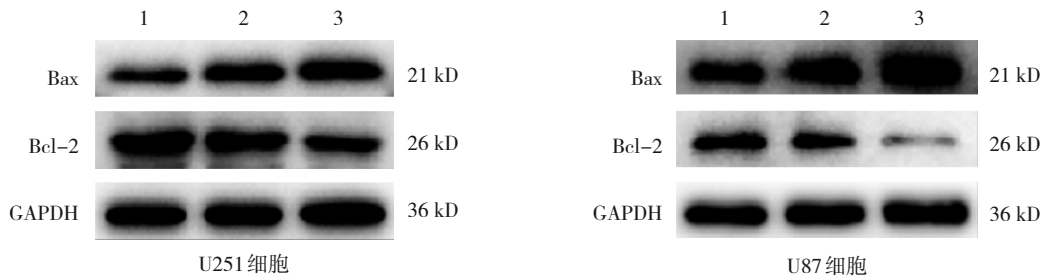 1 2 3
Bax 21 kD
Bcl-2 26 kD
GAPDH 36 kD
U251细胞
1 2 3
Bax 21 kD
Bcl-2 26 kD
GAPDH 36 kD
U87细胞